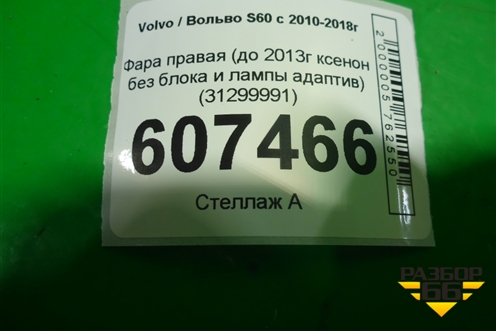 Volvo / Вольво S60 с 2010-2018г
Фара правая (до 2013г ксенон
без блока и лампы адаптив)
(31299991)
607466
Стеллаж А
2000005762550
РАЗБОР
66